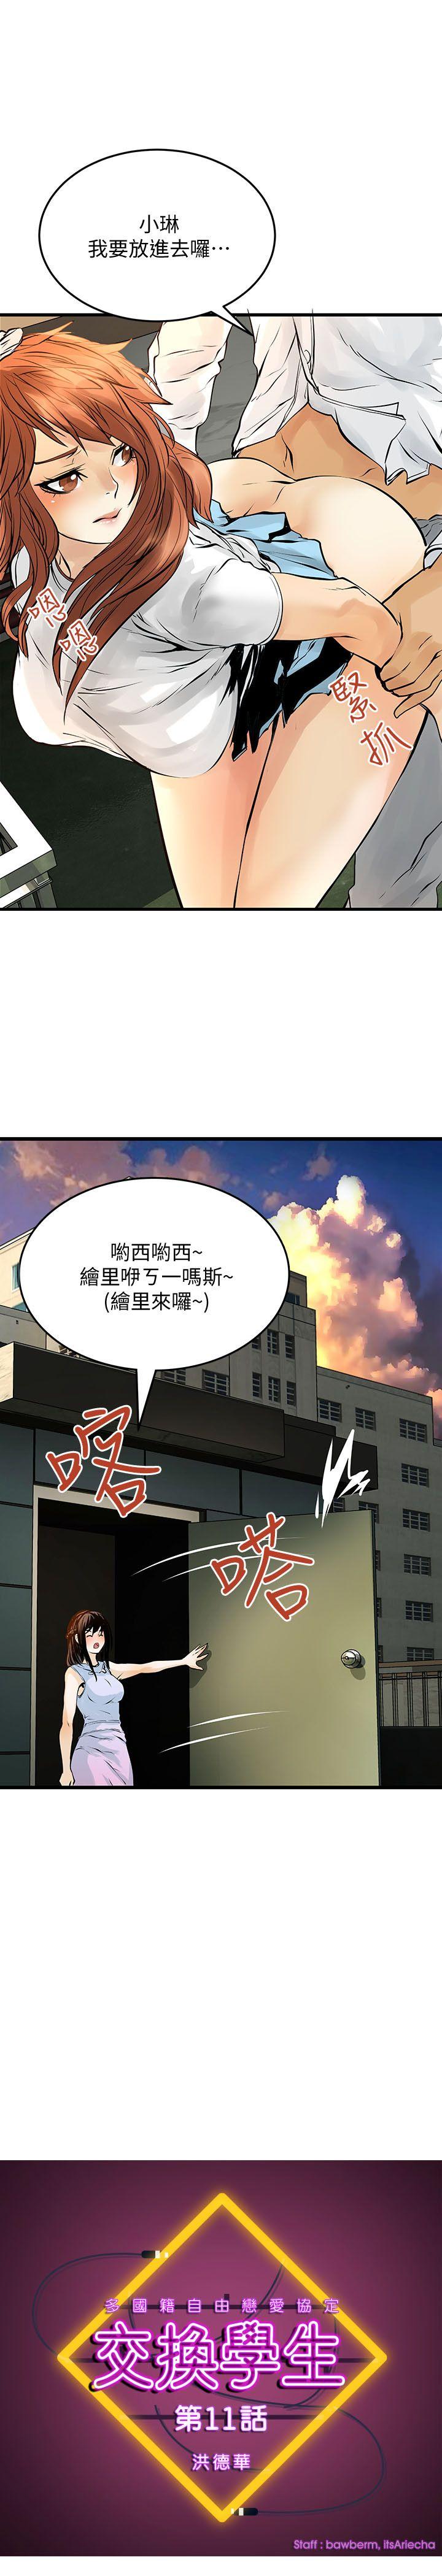 小琳
我要放進去囉⋯
嗯
嗯
緊
抓
喲西喲西~
繪里咿ㄎ一嗎斯~
(繪里來囉~)
喀
嗒
多國籍自由戀愛協定
交換學生
第11話
洪德華
Staff : bawberm, itsAriecha